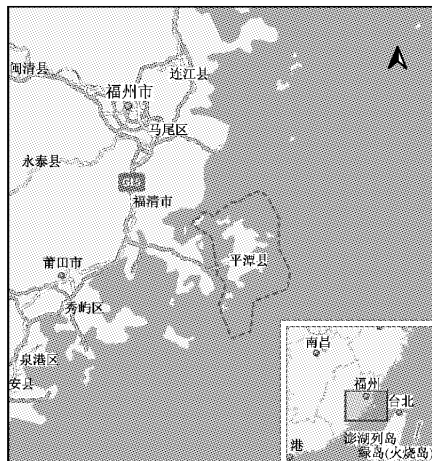 闽清县
连江县
福州市
马尾区
永泰县
G15
福清市
平潭县
莆田市
秀屿区
泉港区
安县
南昌
福州
台北
澎湖列岛
港
绿岛(火烧岛)